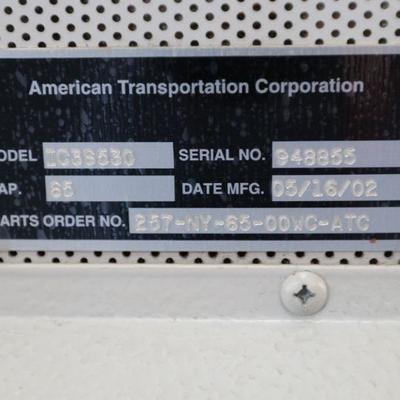 American Transportation Corporation
ODEL IC3S530 SERIAL NO. 948855
AP. 65 DATE MFG. 05/16/02
ARTS ORDER NO. 257-NY-65-00WC-ATC